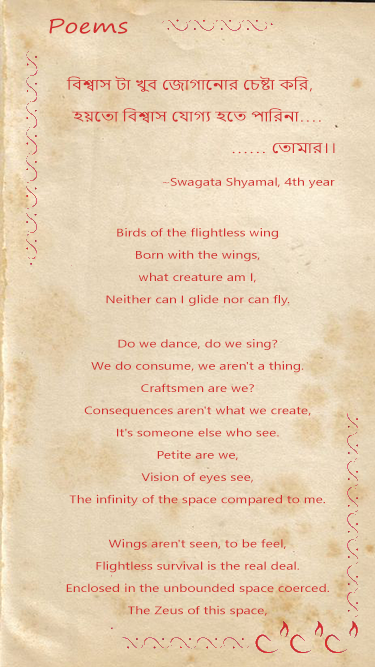 Poems
বিশ্বাস টা খুব জোগানোর চেষ্টা করি,
হয়তো বিশ্বাস যোগ্য হতে পারিনা....
...... তোমার।।
~Swagata Shyamal, 4th year
Birds of the flightless wing
Born with the wings,
what creature am I,
Neither can I glide nor can fly.
Do we dance, do we sing?
We do consume, we aren't a thing.
Craftsmen are we?
Consequences aren't what we create,
It's someone else who see.
Petite are we,
Vision of eyes see,
The infinity of the space compared to me.
Wings aren't seen, to be feel,
Flightless survival is the real deal.
Enclosed in the unbounded space coerced.
The Zeus of this space,